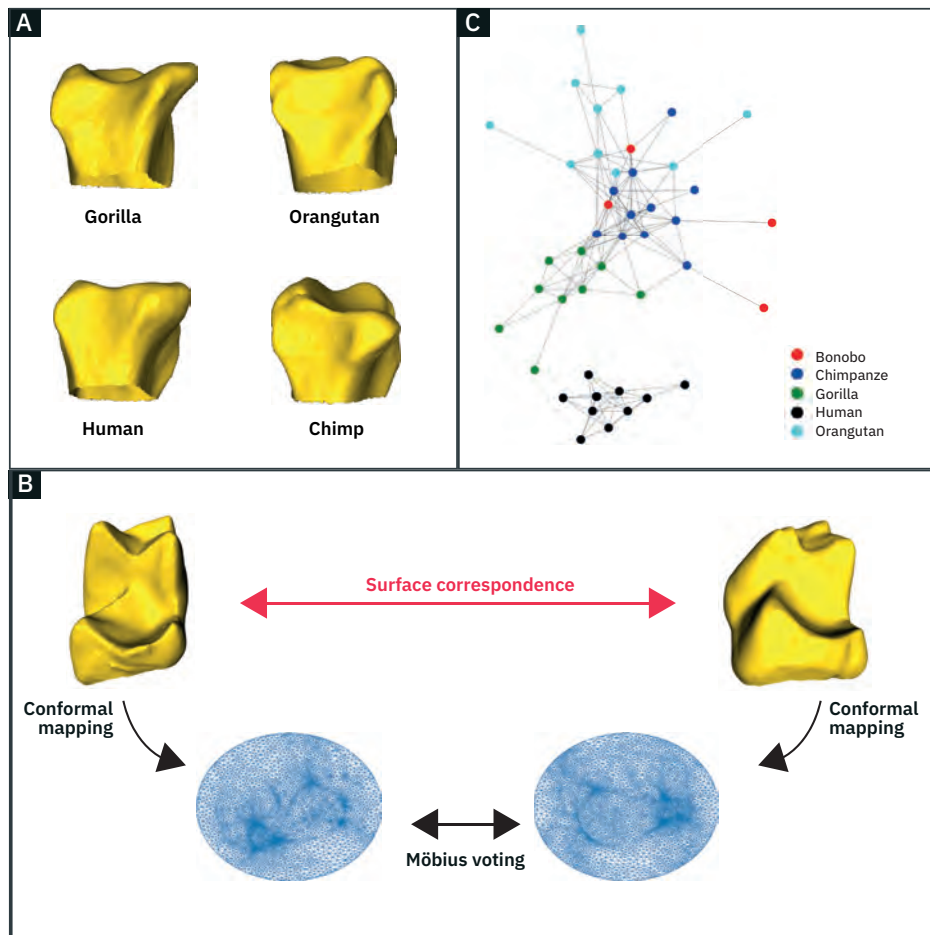 A
Gorilla
Orangutan
Human
Chimp
C
Bonobo
Chimpanze
Gorilla
Human
Orangutan
B
Surface correspondence
Conformal
mapping
Conformal
mapping
Möbius voting